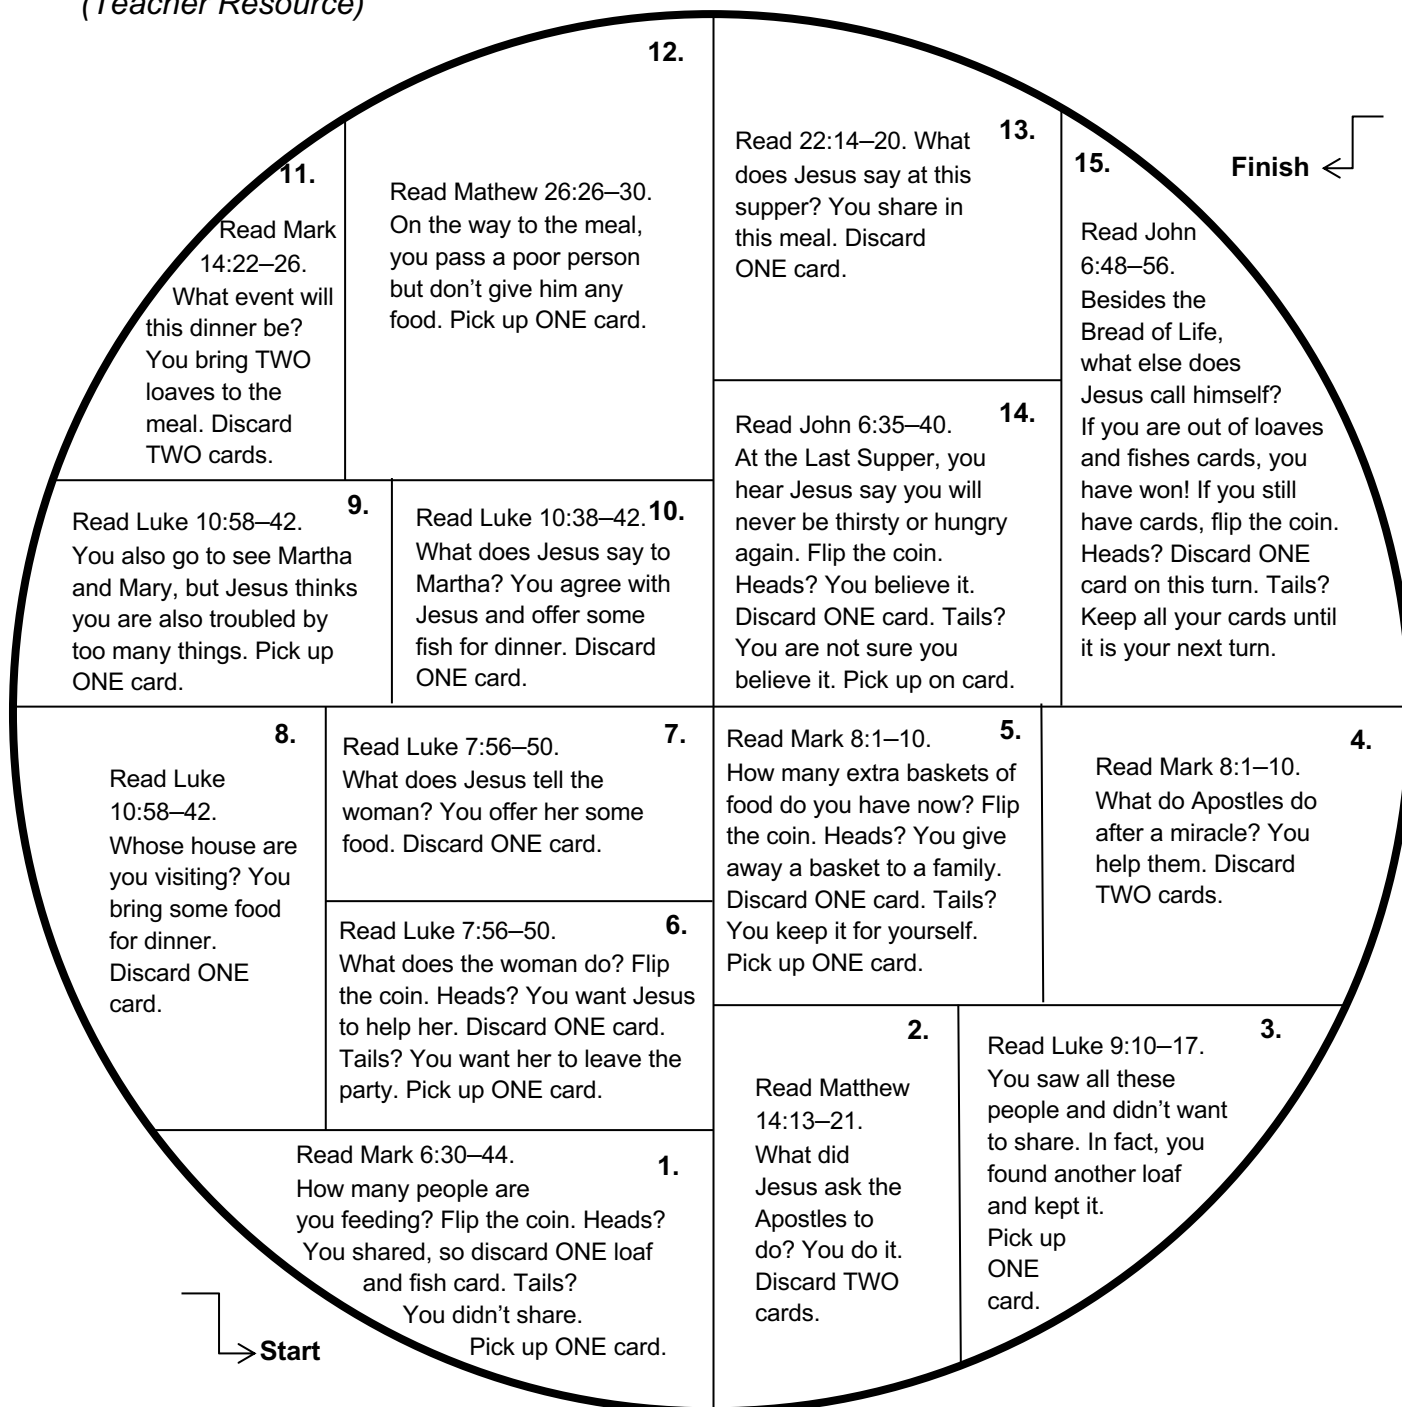 (Teacher Resource)
12.
Read Mathew 26:26–30.
On the way to the meal,
you pass a poor person
but don't give him any
food. Pick up ONE card.
13.
Read 22:14–20. What
does Jesus say at this
supper? You share in
this meal. Discard
ONE card.
Finish
15.
Read John
6:48–56.
Besides the
Bread of Life,
what else does
Jesus call himself?
If you are out of loaves
and fishes cards, you
have won! If you still
have cards, flip the coin.
Heads? Discard ONE
card on this turn. Tails?
Keep all your cards until
it is your next turn.
11.
Read Mark
14:22–26.
What event will
this dinner be?
You bring TWO
loaves to the
meal. Discard
TWO cards.
14.
Read John 6:35–40.
At the Last Supper, you
hear Jesus say you will
never be thirsty or hungry
again. Flip the coin.
Heads? You believe it.
Discard ONE card. Tails?
You are not sure you
believe it. Pick up on card.
9.
Read Luke 10:58–42.
You also go to see Martha
and Mary, but Jesus thinks
you are also troubled by
too many things. Pick up
ONE card.
10.
Read Luke 10:38–42.
What does Jesus say to
Martha? You agree with
Jesus and offer some
fish for dinner. Discard
ONE card.
8.
Read Luke
10:58–42.
Whose house are
you visiting? You
bring some food
for dinner.
Discard ONE
card.
7.
Read Luke 7:56–50.
What does Jesus tell the
woman? You offer her some
food. Discard ONE card.
5.
Read Mark 8:1–10.
How many extra baskets of
food do you have now? Flip
the coin. Heads? You give
away a basket to a family.
Discard ONE card. Tails?
You keep it for yourself.
Pick up ONE card.
4.
Read Mark 8:1–10.
What do Apostles do
after a miracle? You
help them. Discard
TWO cards.
6.
Read Luke 7:56–50.
What does the woman do? Flip
the coin. Heads? You want Jesus
to help her. Discard ONE card.
Tails? You want her to leave the
party. Pick up ONE card.
2.
Read Matthew
14:13–21.
What did
Jesus ask the
Apostles to
do? You do it.
Discard TWO
cards.
3.
Read Luke 9:10–17.
You saw all these
people and didn't want
to share. In fact, you
found another loaf
and kept it.
Pick up
ONE
card.
1.
Read Mark 6:30–44.
How many people are
you feeding? Flip the coin. Heads?
You shared, so discard ONE loaf
and fish card. Tails?
You didn't share.
Pick up ONE card.
Start